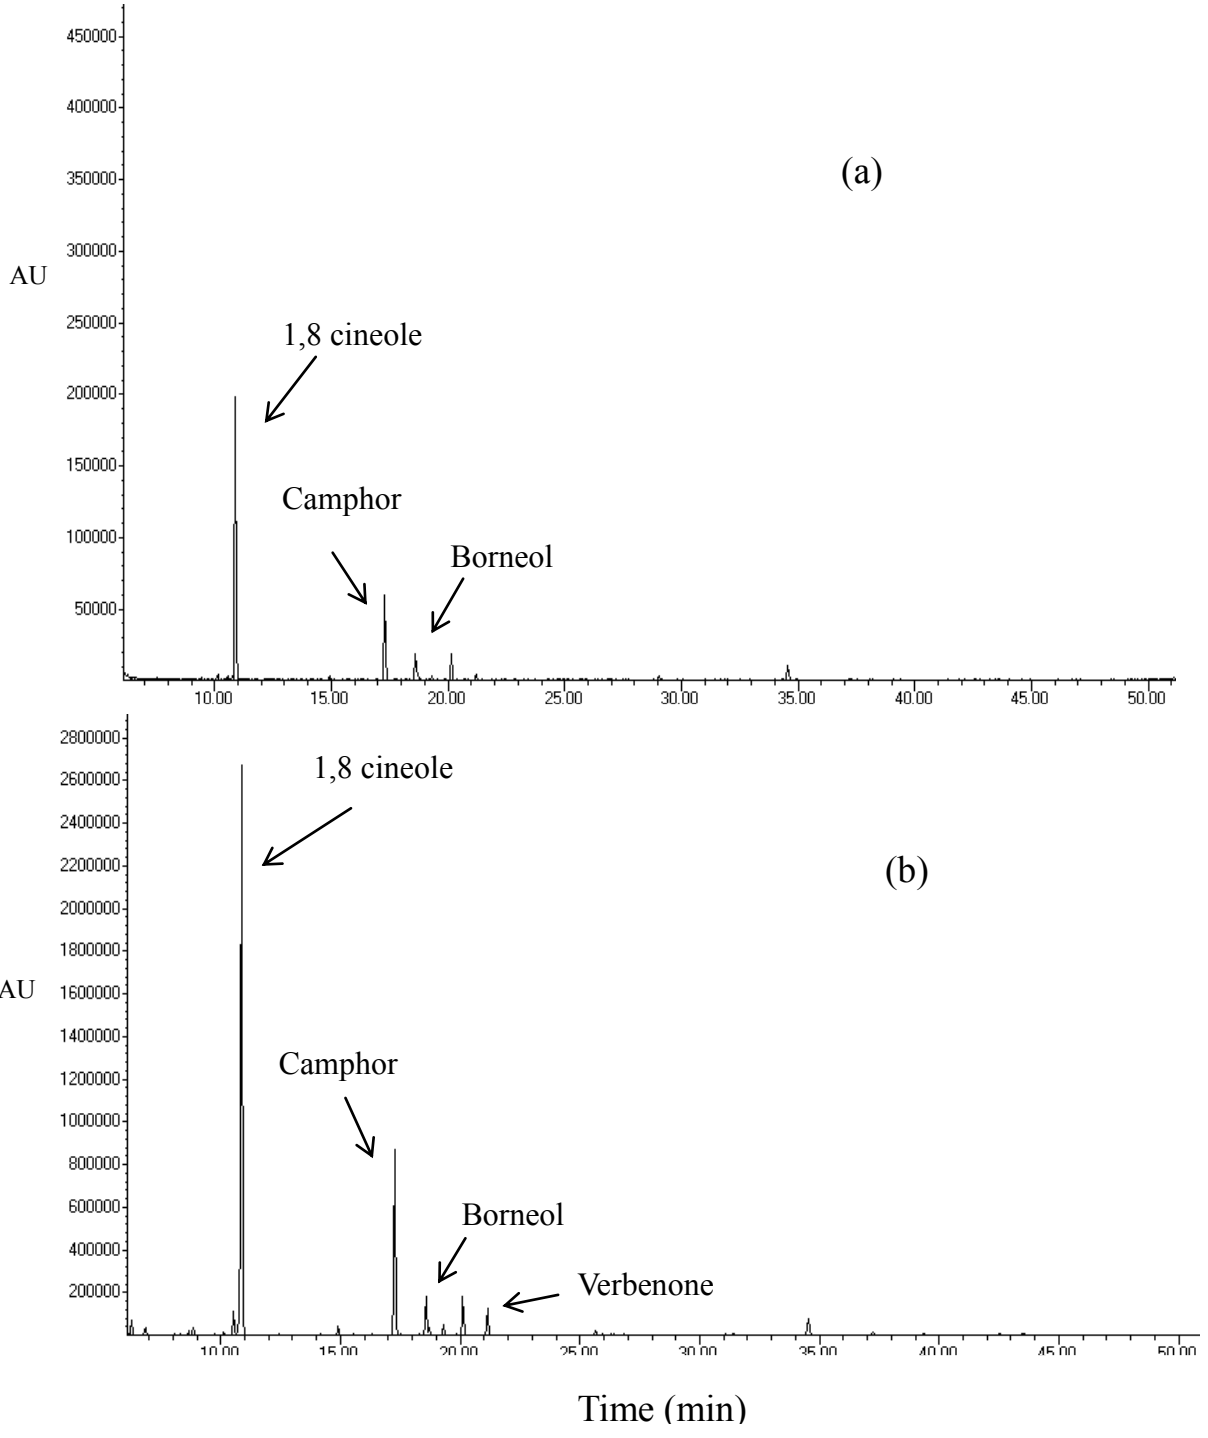 450000
400000
350000
(a)
300000
AU
250000
1,8 cineole
200000
150000
Camphor
100000
Borneol
50000
10.00 15.00 20.00 25.00 30.00 35.00 40.00 45.00 50.00
2800000
1,8 cineole
2600000
2400000
2200000
(b)
2000000
1800000
AU
1600000
1400000
Camphor
1200000
1000000
800000
600000
Borneol
400000
Verbenone
200000
10.00 15.00 20.00 25.00 30.00 35.00 40.00 45.00 50.00
Time (min)